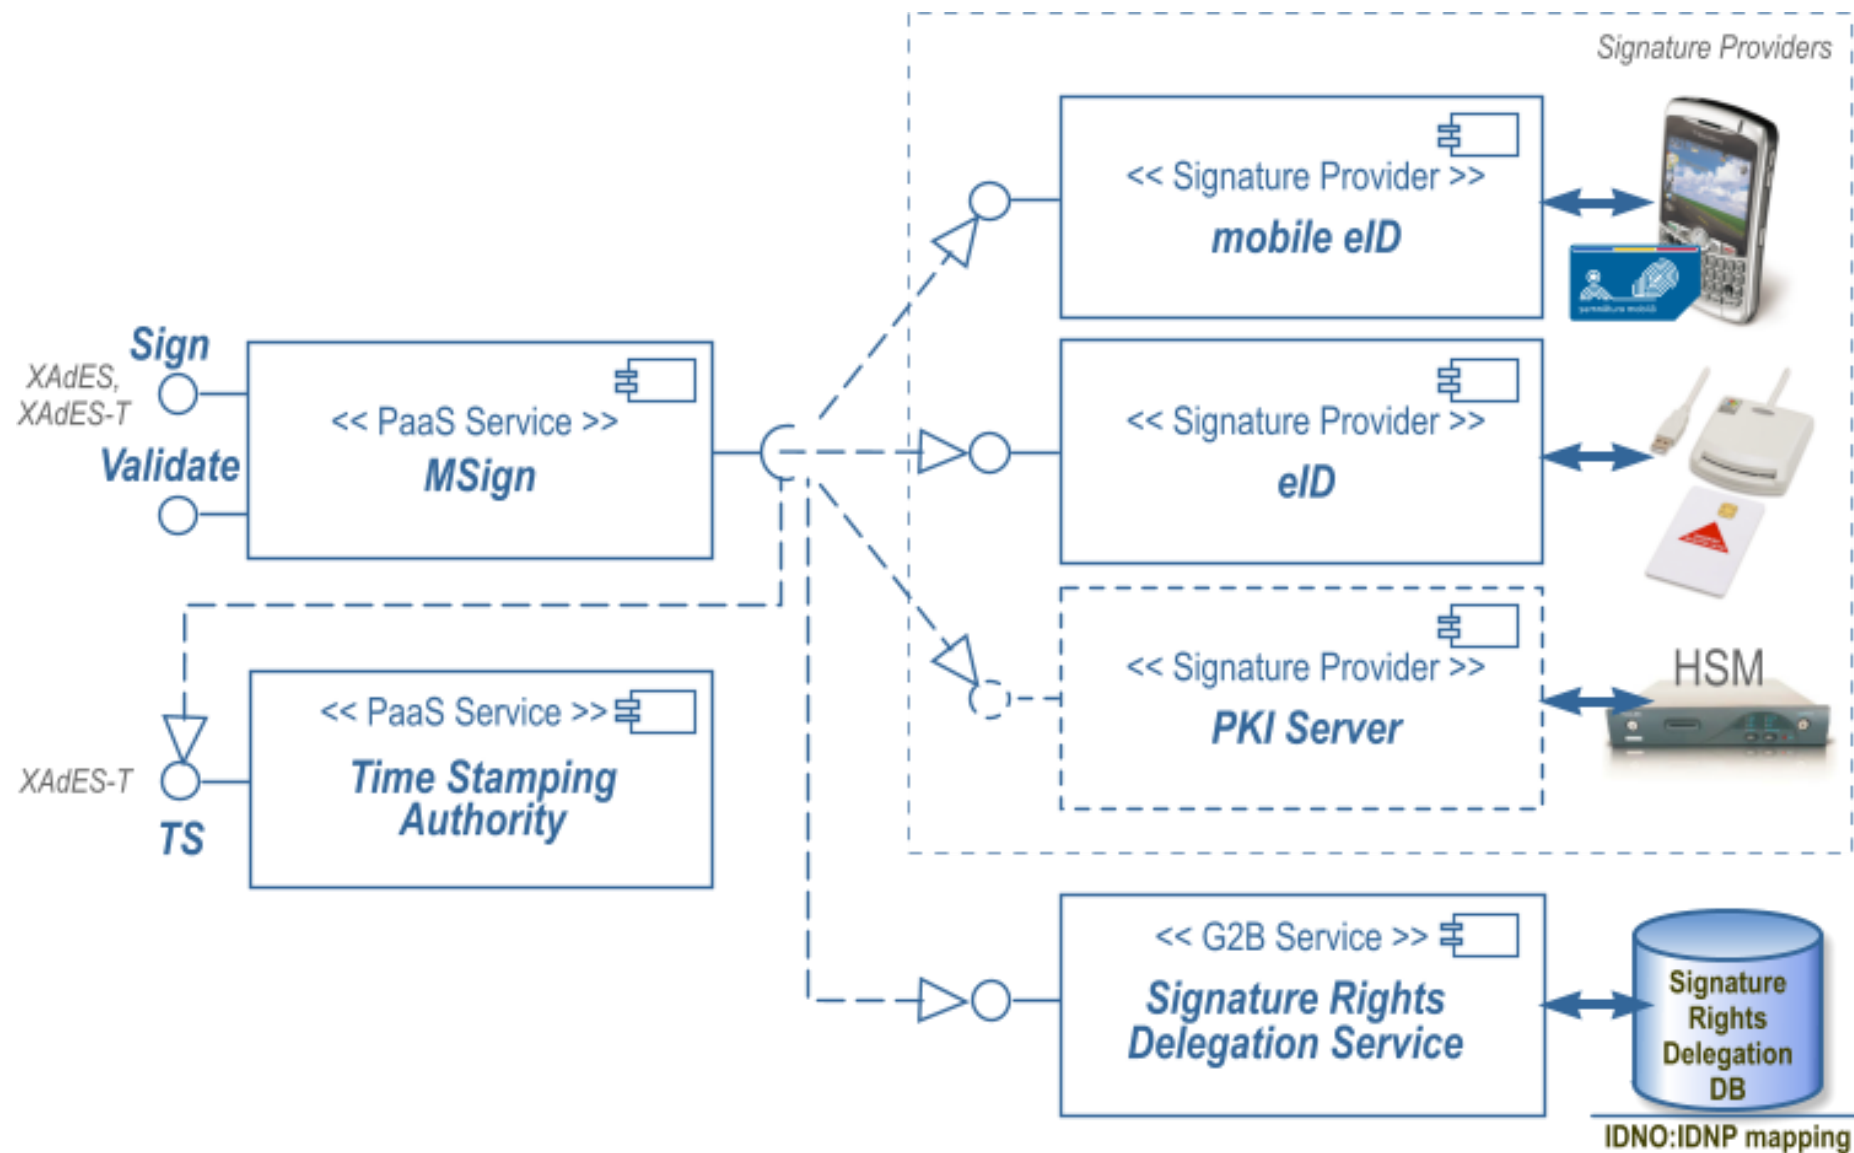 Signature Providers
<< Signature Provider >>
mobile eID
Sign
XAdES,
XAdES-T
Validate
<< PaaS Service >>
MSign
<< Signature Provider >>
eID
<< Signature Provider >>
PKI Server
HSM
<< PaaS Service >>
Time Stamping
Authority
XAdES-T
TS
<< G2B Service >>
Signature Rights
Delegation Service
Signature
Rights
Delegation
DB
IDNO:IDNP mapping